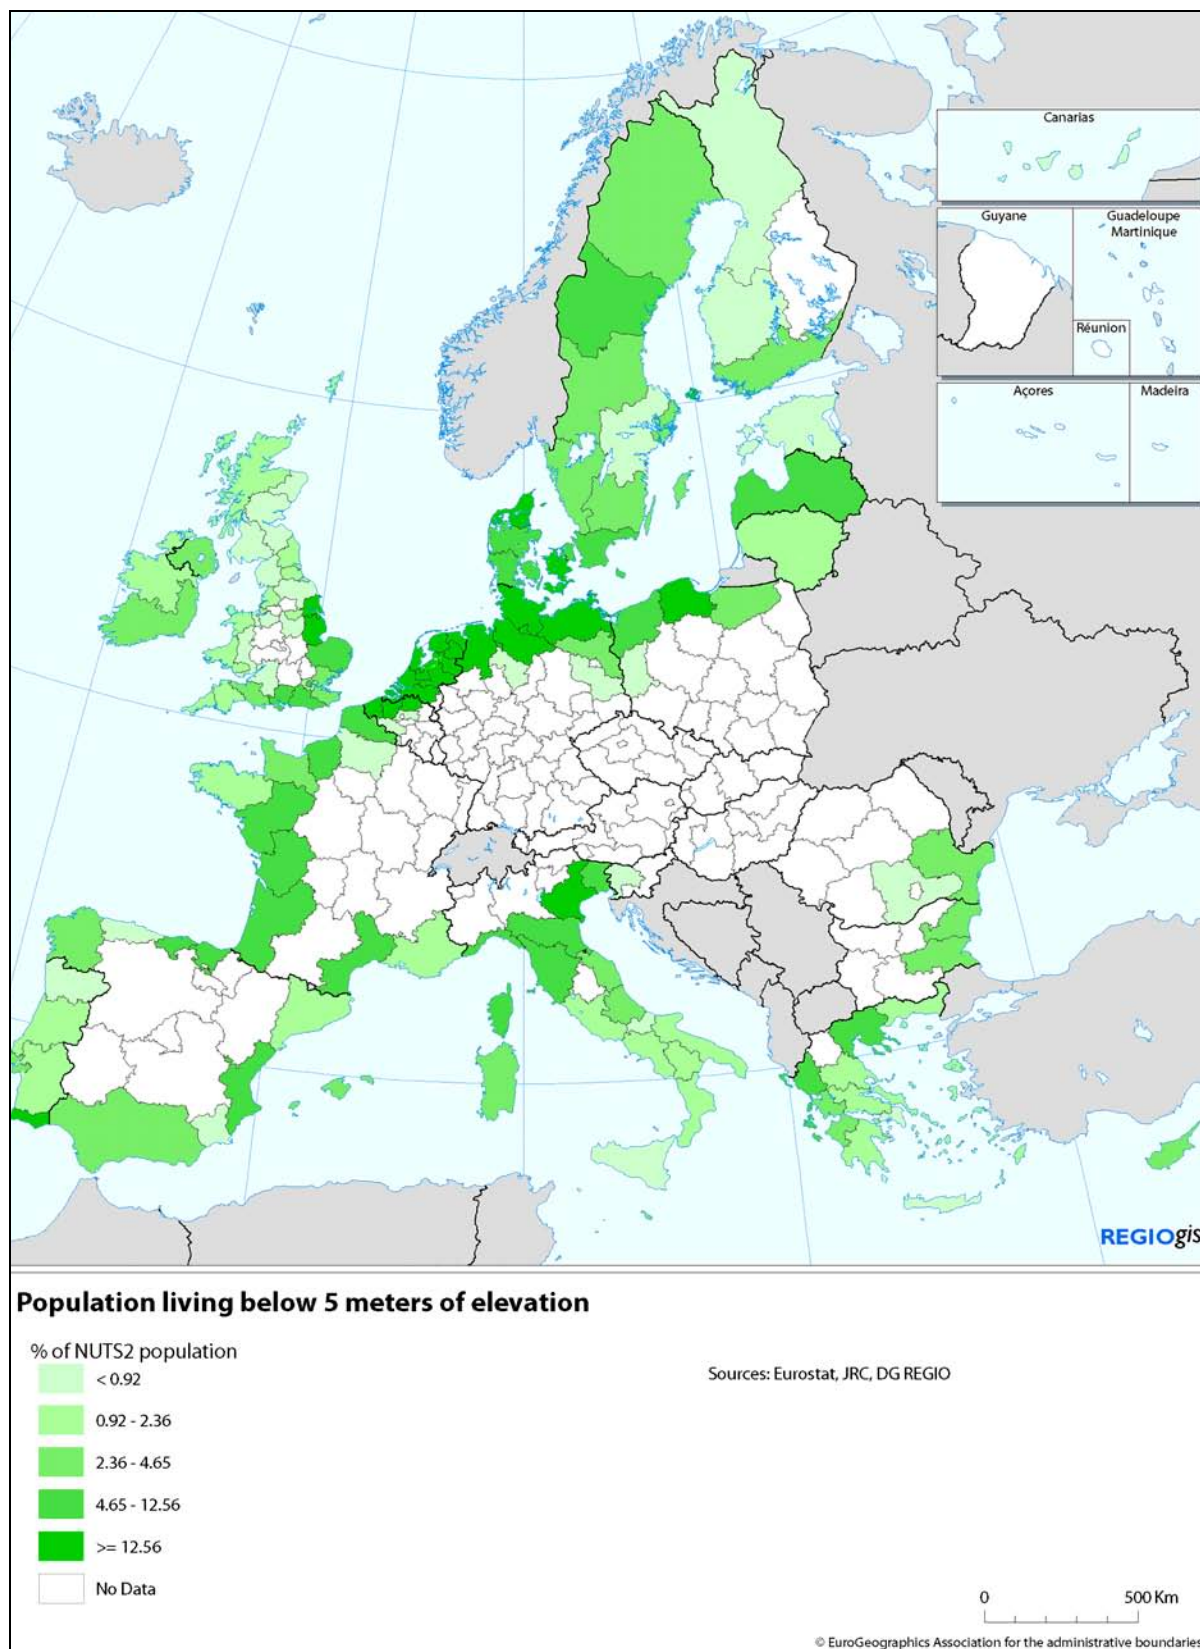 Canarias
Guyane
Guadeloupe
Martinique
Réunion
Açores
Madeira
REGIOgis
Population living below 5 meters of elevation
% of NUTS2 population
< 0.92
0.92 - 2.36
2.36 - 4.65
4.65 - 12.56
>= 12.56
No Data
Sources: Eurostat, JRC, DG REGIO
0 500 Km
© EuroGeographics Association for the administrative boundaries